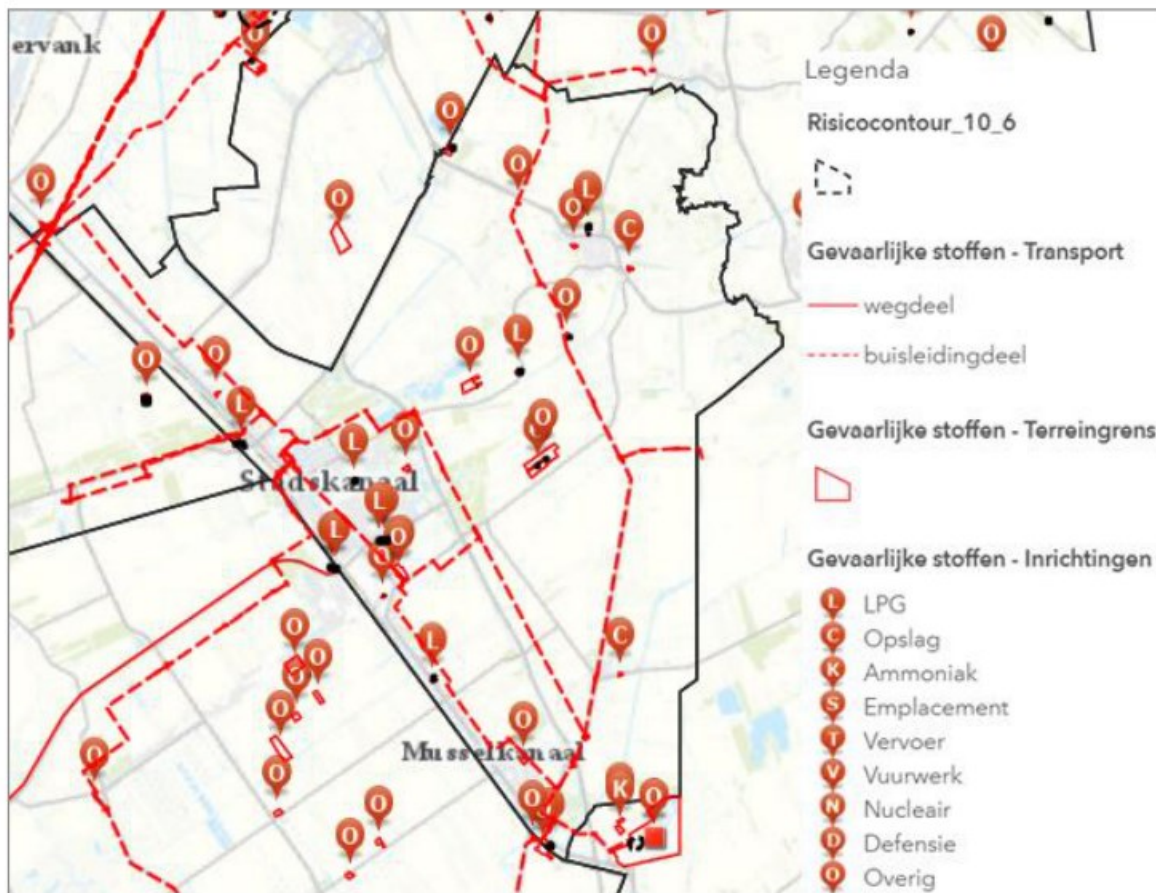 ervank
Stadskanaal
Musselkanaal
O
O
O
O
O
O
O
L
O
C
O
O
L
O
L
O
O
O
L
O
L
L
O
O
L
C
O
O
O
O
O
O
O
O
O
O
K
O
O
O
Legenda
Risicocontour_10_6
Gevaarlijke stoffen - Transport
wegdeel
buisleidingdeel
Gevaarlijke stoffen - Terreingrens
Gevaarlijke stoffen - Inrichtingen
L LPG
C Opslag
K Ammoniak
S Emplacement
T Vervoer
V Vuurwerk
N Nucleair
D Defensie
O Overig